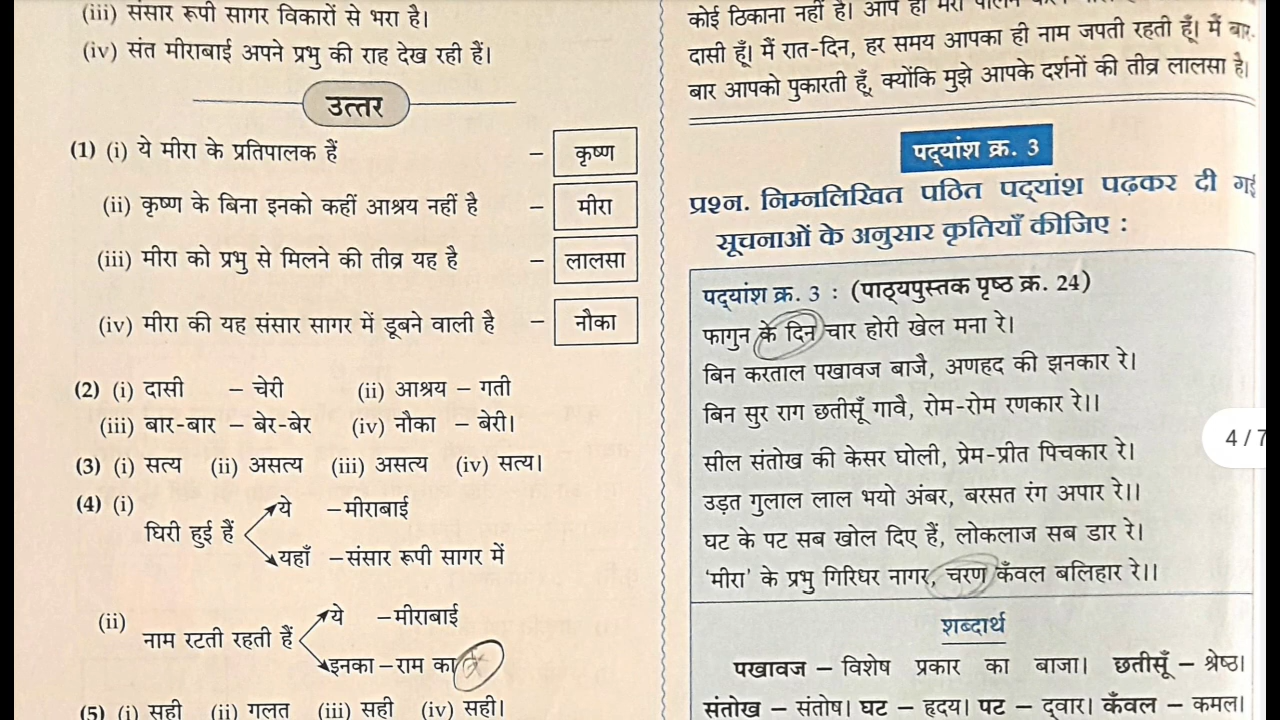 (iii) संसार रूपी सागर विकारों से भरा है।
(iv) संत मीराबाई अपने प्रभु की राह देख रही हैं।
उत्तर
(1) (i) ये मीरा के प्रतिपालक हैं – कृष्ण
(ii) कृष्ण के बिना इनको कहीं आश्रय नहीं है – मीरा
(iii) मीरा को प्रभु से मिलने की तीव्र यह है – लालसा
(iv) मीरा की यह संसार सागर में डूबने वाली है – नौका
(2) (i) दासी – चेरी (ii) आश्रय – गती
(iii) बार-बार – बेर-बेर (iv) नौका – बेरी।
(3) (i) सत्य (ii) असत्य (iii) असत्य (iv) सत्य।
(4) (i)
ये –मीराबाई
घिरी हुई हैं
यहाँ –संसार रूपी सागर में
(ii)
ये –मीराबाई
नाम रटती रहती हैं
इनका –राम का
(5) (i) सही (ii) गलत (iii) सही (iv) सही।
कोई ठिकाना नहीं है। आप ही मेरा
दासी हूँ। मैं रात-दिन, हर समय आपका ही नाम जपती रहती हूँ। मैं बार-
बार आपको पुकारती हूँ, क्योंकि मुझे आपके दर्शनों की तीव्र लालसा है।
पद्यांश क्र. 3
प्रश्न. निम्नलिखित पठित पद्यांश पढ़कर दी गई
सूचनाओं के अनुसार कृतियाँ कीजिए :
पद्यांश क्र. 3 : (पाठ्यपुस्तक पृष्ठ क्र. 24)
फागुन के दिन चार होरी खेल मना रे।
बिन करताल पखावज बाजै, अणहद की झनकार रे।
बिन सुर राग छतीसूँ गावै, रोम-रोम रणकार रे।।
सील संतोख की केसर घोली, प्रेम-प्रीत पिचकार रे।
उड़त गुलाल लाल भयो अंबर, बरसत रंग अपार रे।।
घट के पट सब खोल दिए हैं, लोकलाज सब डार रे।
'मीरा' के प्रभु गिरिधर नागर, चरण कँवल बलिहार रे।।
शब्दार्थ
पखावज – विशेष प्रकार का बाजा। छतीसूँ – श्रेष्ठ।
संतोख – संतोष। घट – हृदय। पट – द्वार। कँवल – कमल।
4 / 7